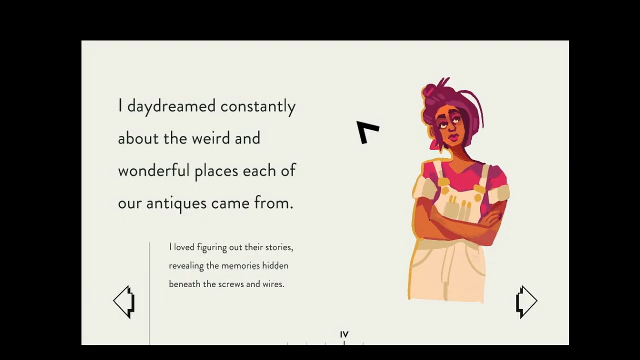 I daydreamed constantly
about the weird and
wonderful places each of
our antiques came from.
I loved figuring out their stories,
revealing the memories hidden
beneath the screws and wires.
IV